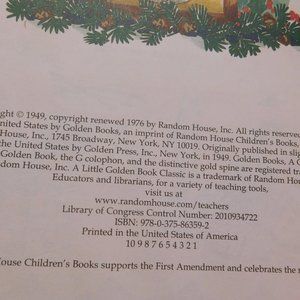 ght © 1949, copyright renewed 1976 by Random House, Inc. All rights reserved
United States by Golden Books, an imprint of Random House Children's Books,
House, Inc., 1745 Broadway, New York, NY 10019. Originally published in slig
the United States by Golden Press, Inc., New York, in 1949. Golden Books, A G
Golden Book, the G colophon, and the distinctive gold spine are registered tra
ndom House, Inc. A Little Golden Book Classic is a trademark of Random Hous
Educators and librarians, for a variety of teaching tools,
visit us at
www.randomhouse.com/teachers
Library of Congress Control Number: 2010934722
ISBN: 978-0-375-86359-2
Printed in the United States of America
10 9 8 7 6 5 4 3 2 1
House Children's Books supports the First Amendment and celebrates the r